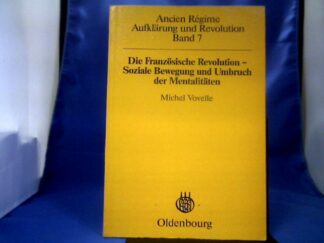 Ancien Régime
Aufklärung und Revolution
Band 7
Die Französische Revolution –
Soziale Bewegung und Umbruch
der Mentalitäten
Michel Vovelle
Oldenbourg